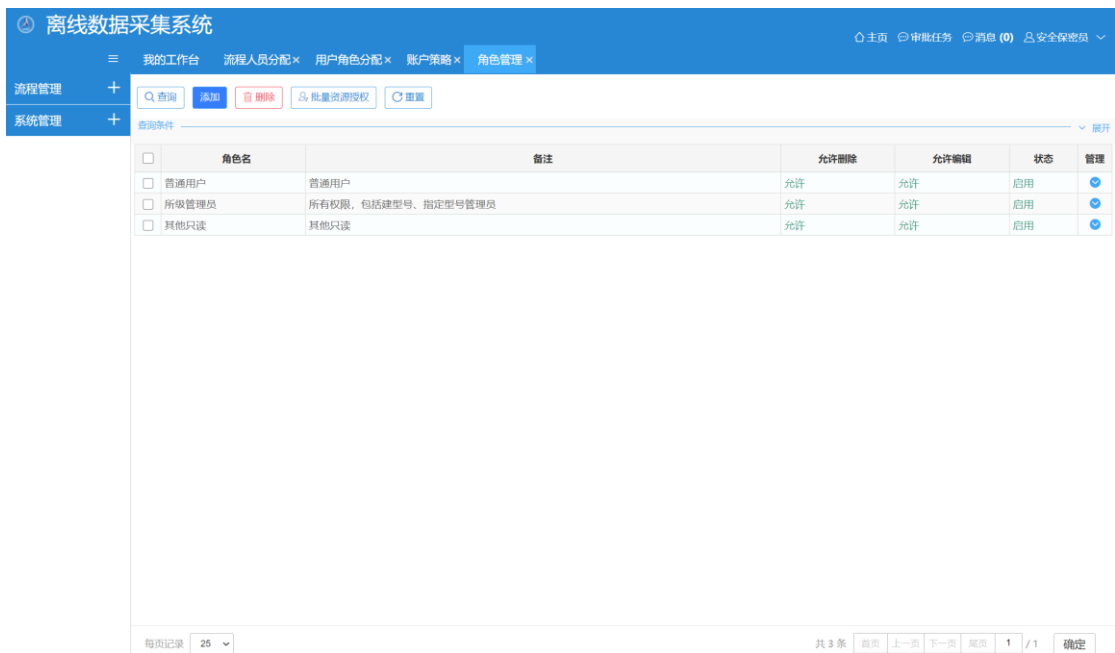 离线数据采集系统
主页 审批任务 消息 (0) 安全保密员
我的工作台 流程人员分配× 用户角色分配× 账户策略× 角色管理×
流程管理 +
系统管理 +
查询 添加 删除 批量资源授权 重置
查询条件 展开
角色名 备注 允许删除 允许编辑 状态 管理
普通用户 普通用户 允许 允许 启用
所级管理员 所有权限，包括建型号、指定型号管理员 允许 允许 启用
其他只读 其他只读 允许 允许 启用
每页记录 25 共 3 条 首页 上一页 下一页 尾页 1 / 1 确定